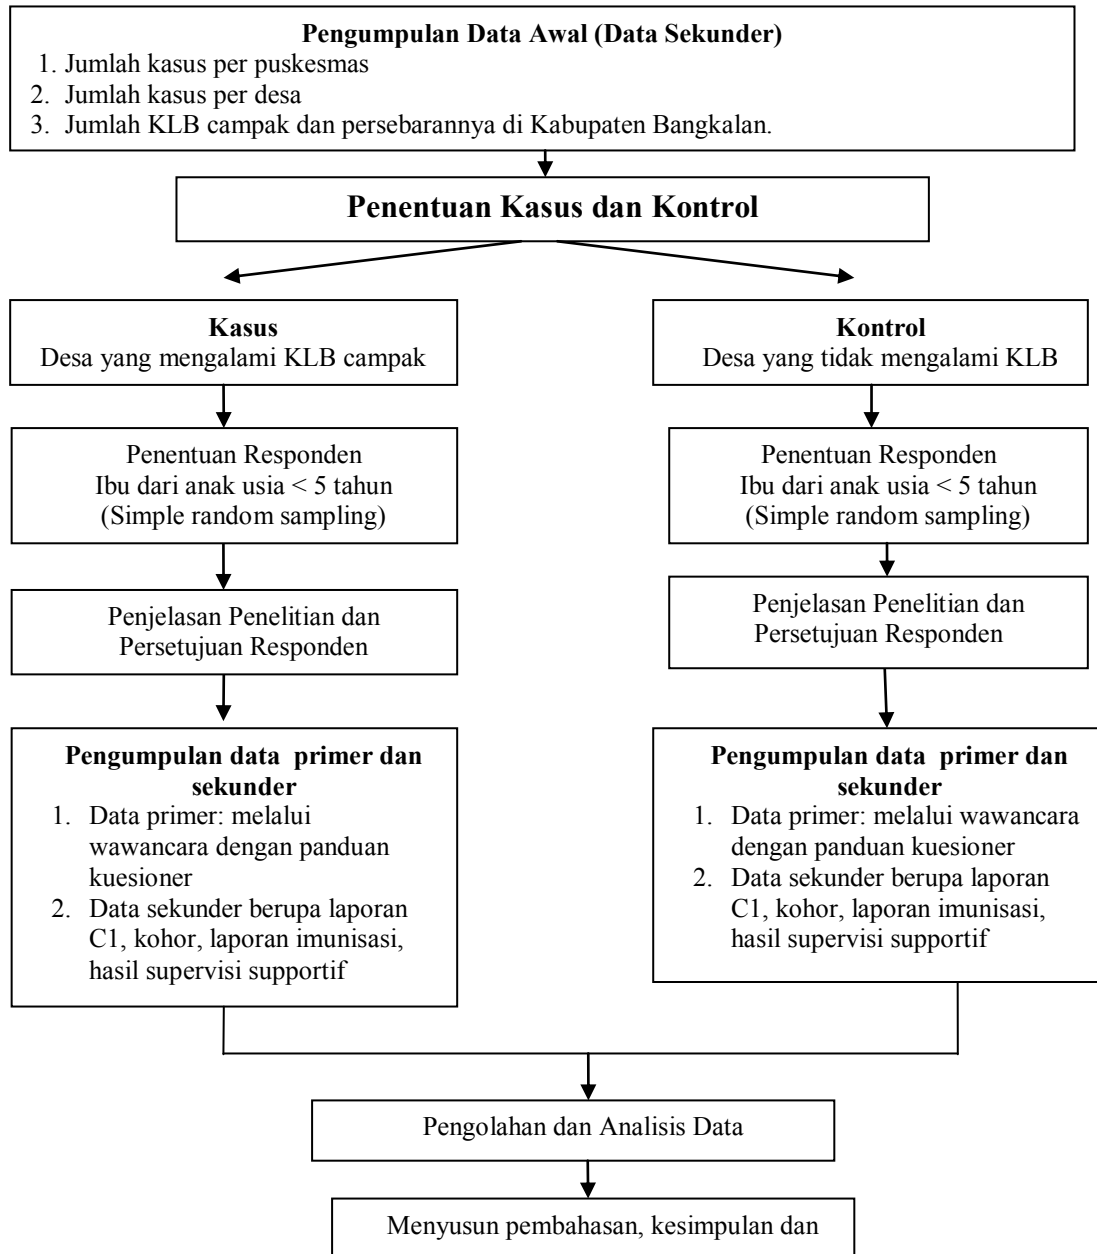 Pengumpulan Data Awal (Data Sekunder)
1. Jumlah kasus per puskesmas
2. Jumlah kasus per desa
3. Jumlah KLB campak dan persebarannya di Kabupaten Bangkalan.
Penentuan Kasus dan Kontrol
Kasus
Desa yang mengalami KLB campak
Kontrol
Desa yang tidak mengalami KLB
Penentuan Responden
Ibu dari anak usia < 5 tahun
(Simple random sampling)
Penentuan Responden
Ibu dari anak usia < 5 tahun
(Simple random sampling)
Penjelasan Penelitian dan
Persetujuan Responden
Penjelasan Penelitian dan
Persetujuan Responden
Pengumpulan data primer dan
sekunder
1. Data primer: melalui
wawancara dengan panduan
kuesioner
2. Data sekunder berupa laporan
C1, kohor, laporan imunisasi,
hasil supervisi supportif
Pengumpulan data primer dan
sekunder
1. Data primer: melalui wawancara
dengan panduan kuesioner
2. Data sekunder berupa laporan
C1, kohor, laporan imunisasi,
hasil supervisi supportif
Pengolahan dan Analisis Data
Menyusun pembahasan, kesimpulan dan